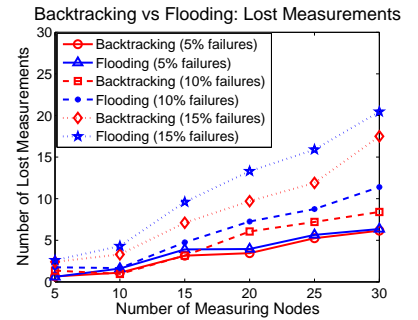 Backtracking vs Flooding: Lost Measurements
30
25
20
15
10
5
0
Number of Lost Measurements
Backtracking (5% failures)
Flooding (5% failures)
Backtracking (10% failures)
Flooding (10% failures)
Backtracking (15% failures)
Flooding (15% failures)
5 10 15 20 25 30
Number of Measuring Nodes